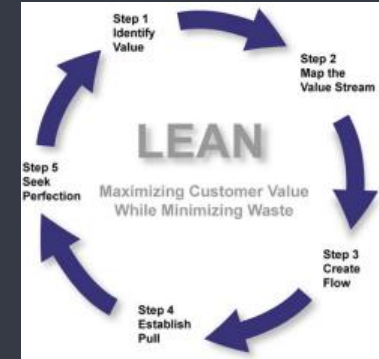 Step 1
Identify
Value
Step 2
Map the
Value Stream
LEAN
Maximizing Customer Value
While Minimizing Waste
Step 5
Seek
Perfection
Step 3
Create
Flow
Step 4
Establish
Pull